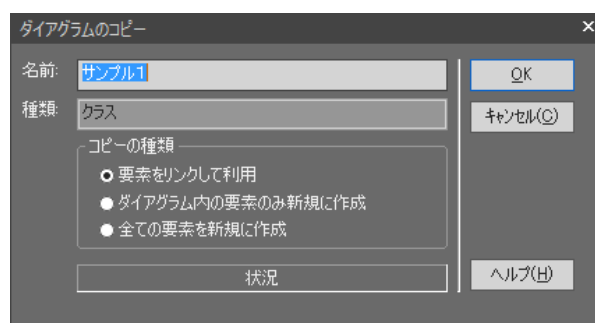 ダイアグラムのコピー
×
名前: サンプル1
OK
種類: クラス
キャンセル(C)
コピーの種類
要素をリンクして利用
ダイアグラム内の要素のみ新規に作成
全ての要素を新規に作成
状況
ヘルプ(H)